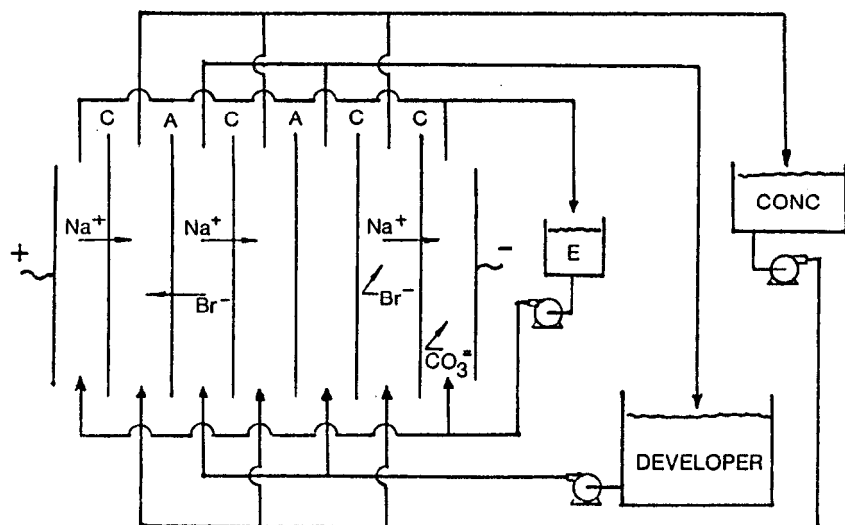 C A C A C C
CONC
Na⁺ Na⁺ Na⁺
+ −
E
Br⁻ Br⁻
CO₃⁼
DEVELOPER